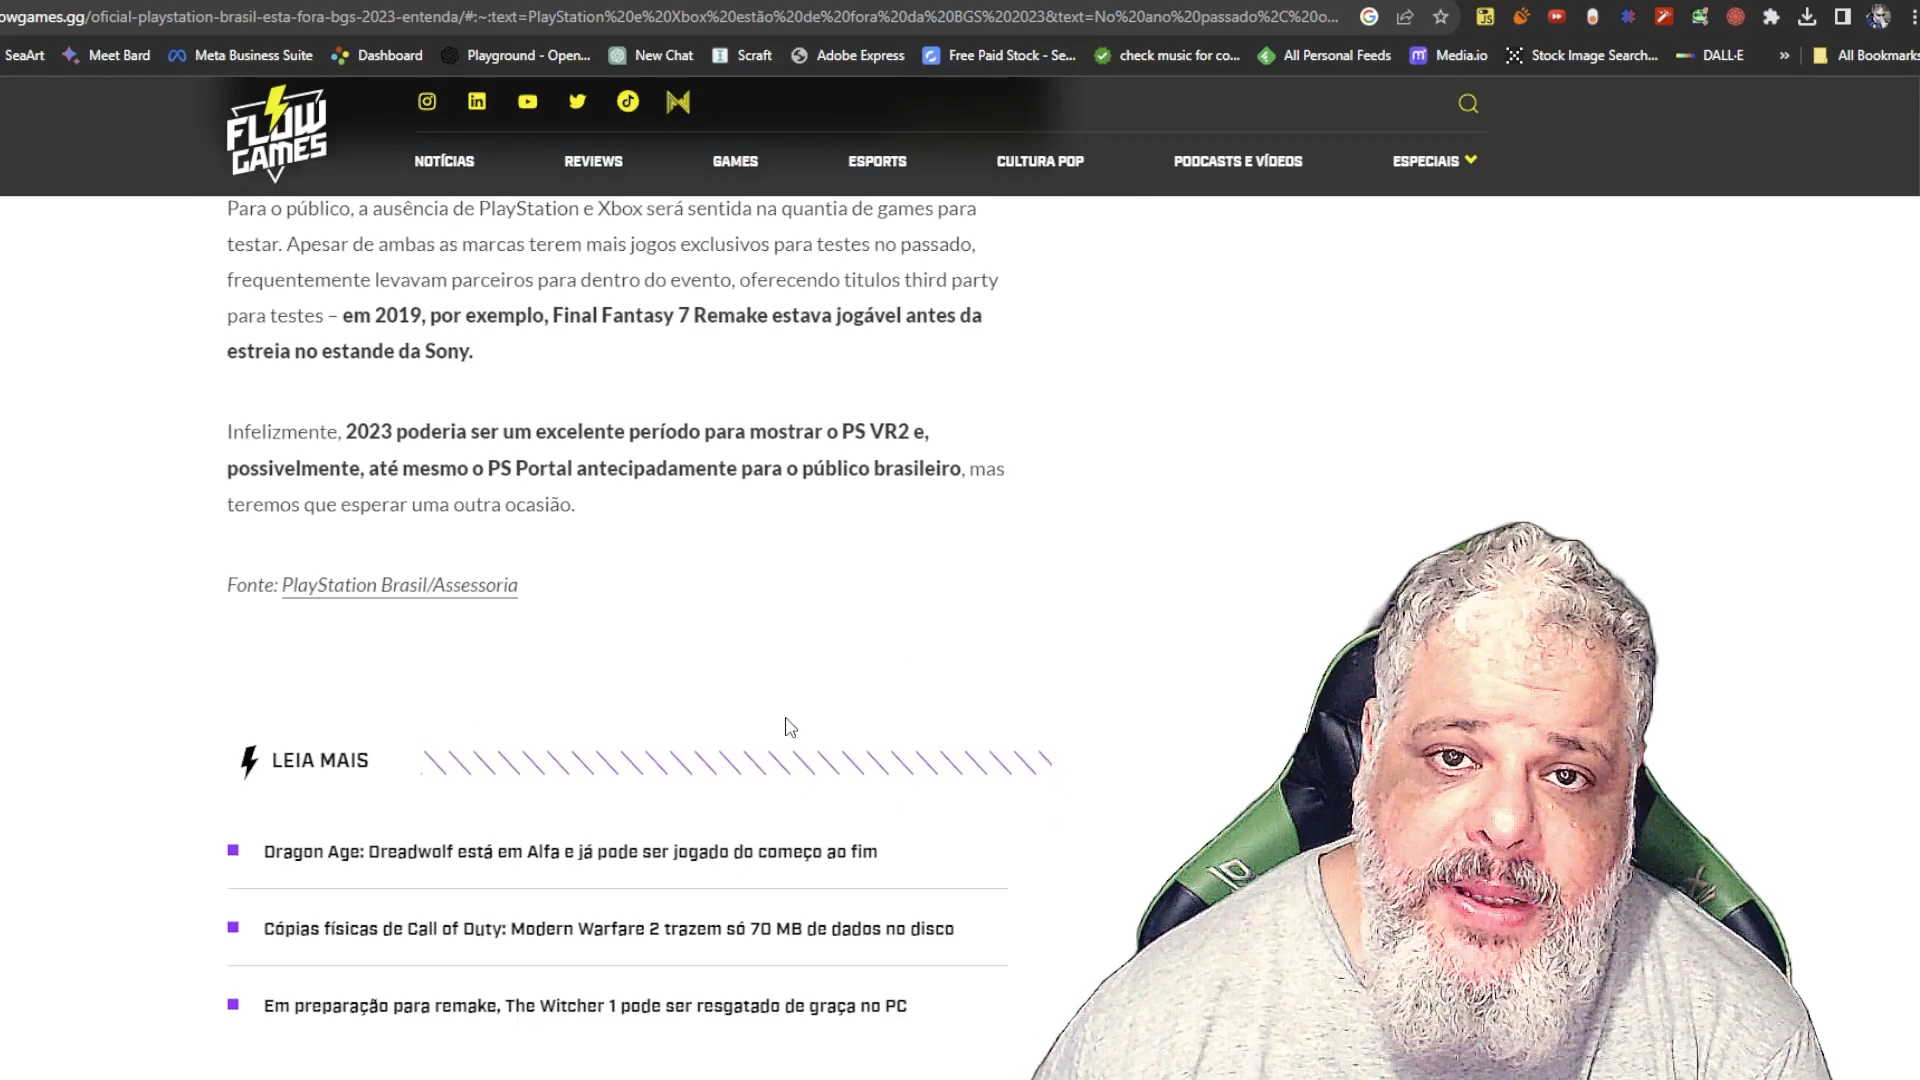 owgames.gg/oficial-playstation-brasil-esta-fora-bgs-2023-entenda/#:~:text=PlayStation%20e%20Xbox%20estão%20de%20fora%20da%20BGS%202023&text=No%20ano%20passado%2C%20o...
SeaArt Meet Bard Meta Business Suite Dashboard Playground - Open... New Chat Scraft Adobe Express Free Paid Stock - Se... check music for co... All Personal Feeds Media.io Stock Image Search... DALL·E » All Bookmarks
FLOW
GAMES
NOTÍCIAS REVIEWS GAMES ESPORTS CULTURA POP PODCASTS E VÍDEOS ESPECIAIS
Para o público, a ausência de PlayStation e Xbox será sentida na quantia de games para
testar. Apesar de ambas as marcas terem mais jogos exclusivos para testes no passado,
frequentemente levavam parceiros para dentro do evento, oferecendo titulos third party
para testes – em 2019, por exemplo, Final Fantasy 7 Remake estava jogável antes da
estreia no estande da Sony.
Infelizmente, 2023 poderia ser um excelente período para mostrar o PS VR2 e,
possivelmente, até mesmo o PS Portal antecipadamente para o público brasileiro, mas
teremos que esperar uma outra ocasião.
Fonte: PlayStation Brasil/Assessoria
LEIA MAIS
Dragon Age: Dreadwolf está em Alfa e já pode ser jogado do começo ao fim
Cópias físicas de Call of Duty: Modern Warfare 2 trazem só 70 MB de dados no disco
Em preparação para remake, The Witcher 1 pode ser resgatado de graça no PC